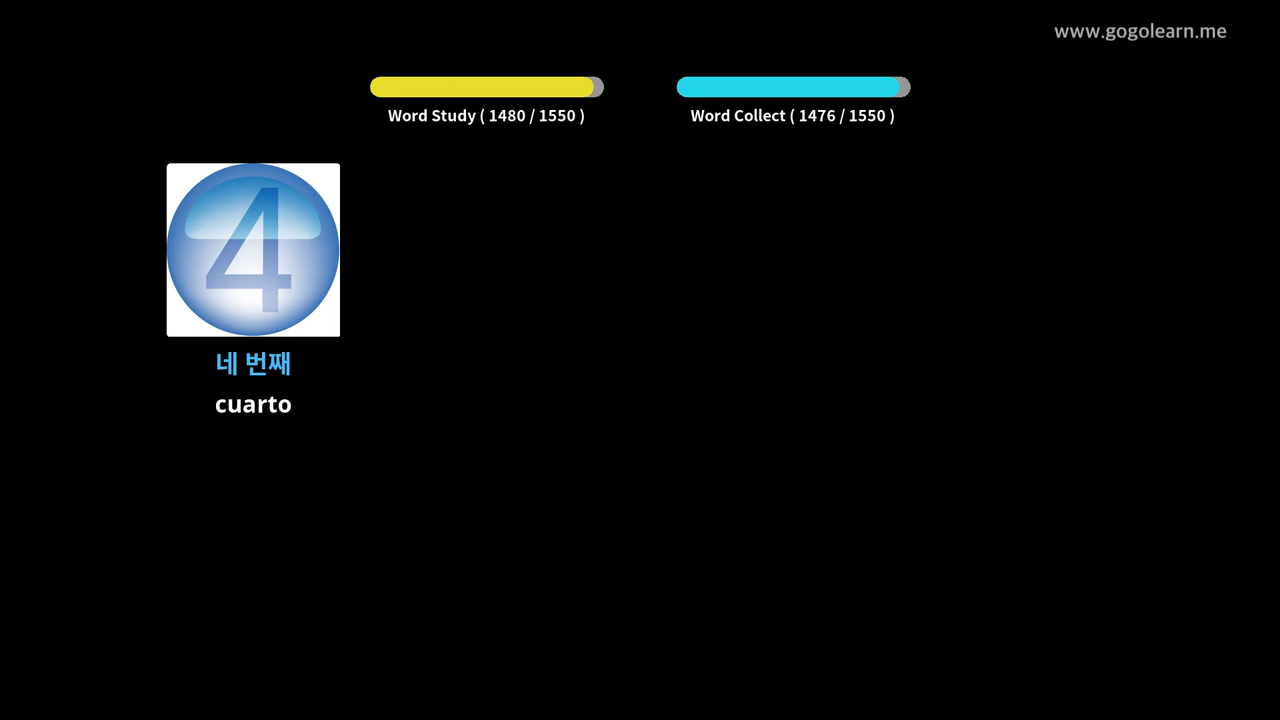 www.gogolearn.me
Word Study ( 1480 / 1550 )
Word Collect ( 1476 / 1550 )
4
네 번째
cuarto